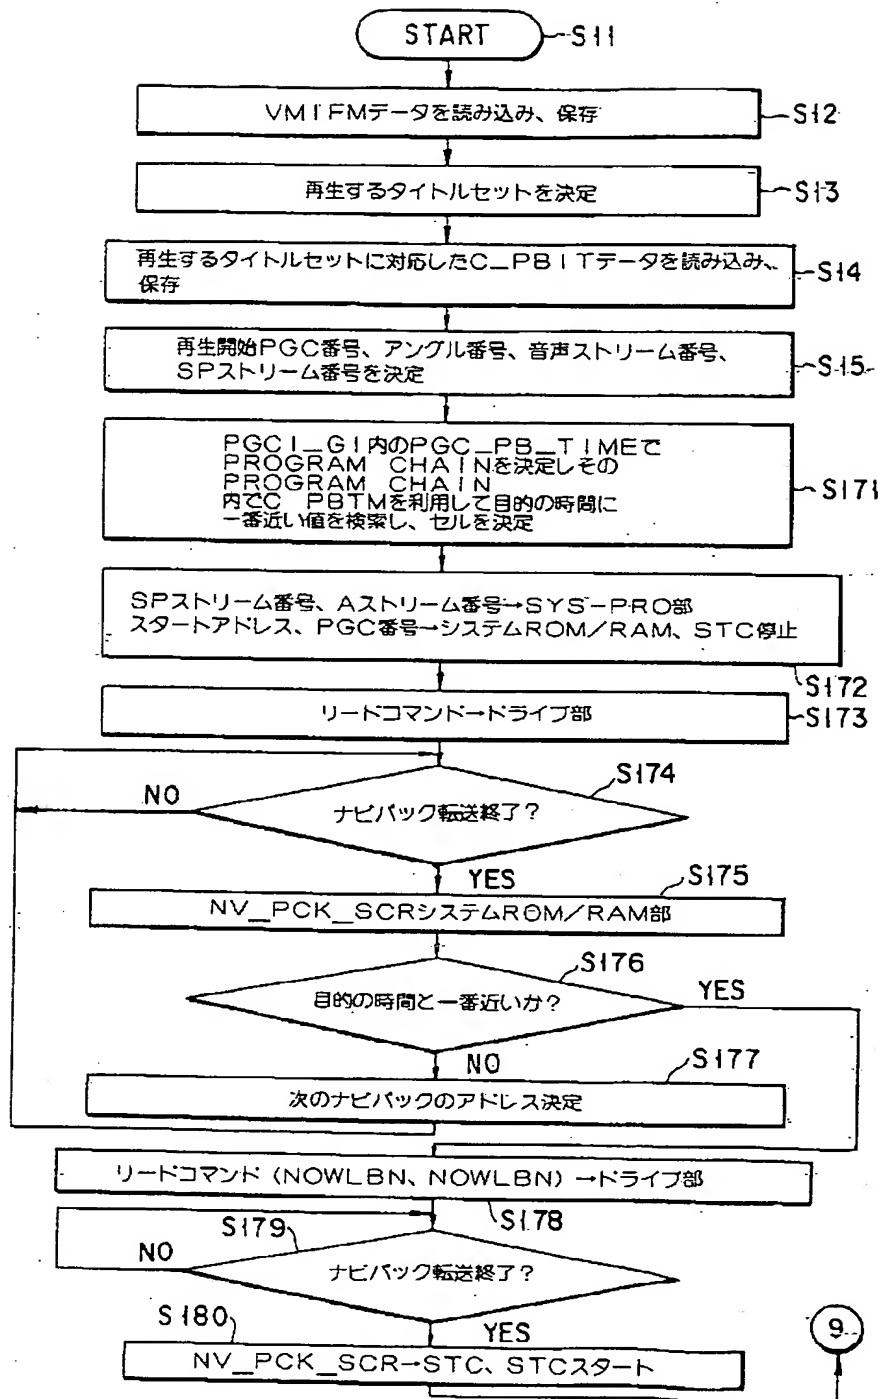 START
S11
VMIFMデータを読み込み、保存
S12
再生するタイトルセットを決定
S13
再生するタイトルセットに対応したC_PBITデータを読み込み、
保存
S14
再生開始PGC番号、アングル番号、音声ストリーム番号、
SPストリーム番号を決定
S15
PGCI_GI内のPGC_PB_TIMEで
PROGRAM CHAINを決定しその
PROGRAM CHAIN
内でC PBTMを利用して目的の時間に
一番近い値を検索し、セルを決定
S171
SPストリーム番号、Aストリーム番号→SYS-PRO部
スタートアドレス、PGC番号→システムROM/RAM、STC停止
S172
リードコマンド→ドライブ部
S173
S174
NO
ナビパック転送終了?
YES
S175
NV_PCK_SCRシステムROM/RAM部
S176
目的の時間と一番近いか?
YES
NO
S177
次のナビパックのアドレス決定
リードコマンド (NOWLBN、NOWLBN) →ドライブ部
S178
S179
NO
ナビパック転送終了?
S180
YES
9
NV_PCK_SCR→STC、STCスタート